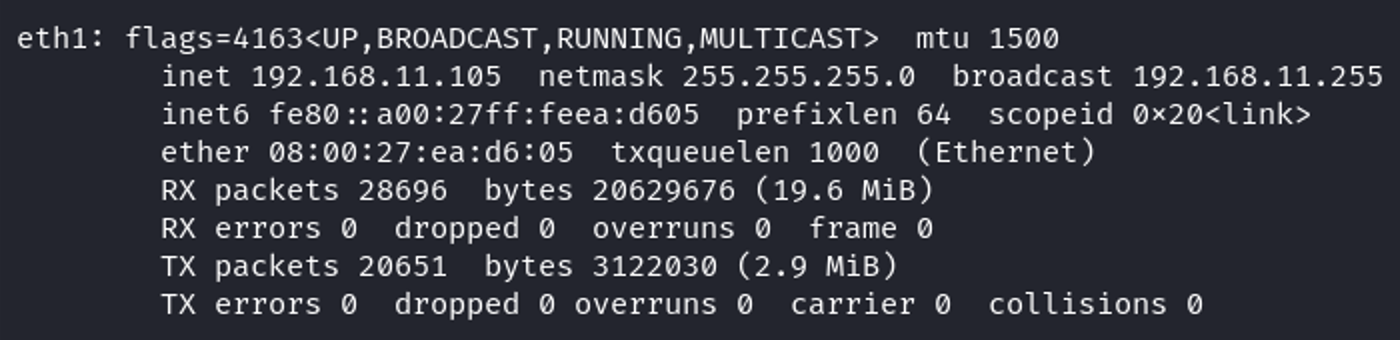 eth1: flags=4163<UP,BROADCAST,RUNNING,MULTICAST>  mtu 1500
        inet 192.168.11.105  netmask 255.255.255.0  broadcast 192.168.11.255
        inet6 fe80::a00:27ff:feea:d605  prefixlen 64  scopeid 0×20<link>
        ether 08:00:27:ea:d6:05  txqueuelen 1000  (Ethernet)
        RX packets 28696  bytes 20629676 (19.6 MiB)
        RX errors 0  dropped 0  overruns 0  frame 0
        TX packets 20651  bytes 3122030 (2.9 MiB)
        TX errors 0  dropped 0 overruns 0  carrier 0  collisions 0